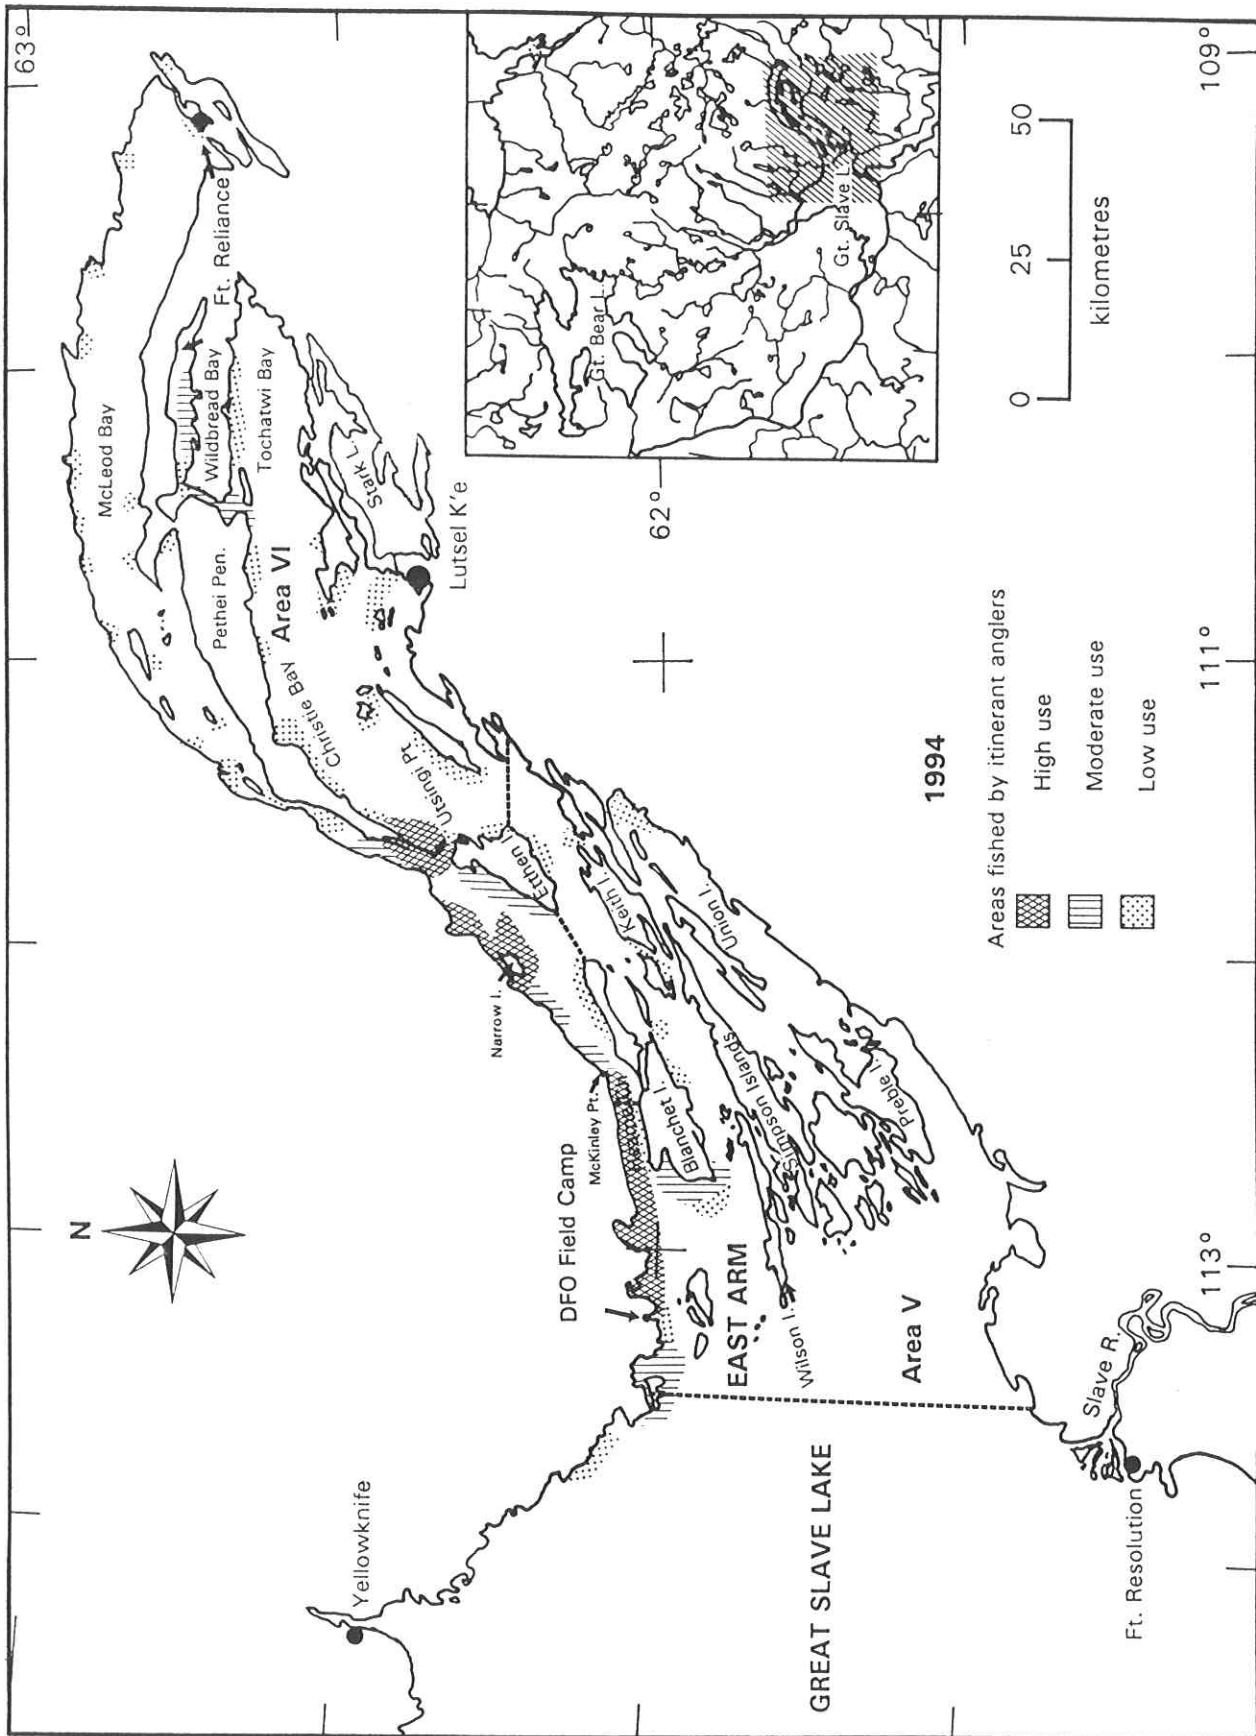 63°
N
Yellowknife
McLeod Bay
Ft. Reliance
Wildbread Bay
Tochatwi Bay
Pethei Pen.
Area VI
Christie Bay
Stark L.
Lutsel K'e
Utsingi Pt.
Etthen I.
Narrow I.
McKinley Pt.
DFO Field Camp
Keith I.
Blanchet I.
Union I.
Simpson Islands
Preble I.
EAST ARM
Wilson I.
Area V
GREAT SLAVE LAKE
Slave R.
Ft. Resolution
Gt. Bear L.
Gt. Slave L.
62°
0
25
50
kilometres
1994
Areas fished by itinerant anglers
High use
Moderate use
Low use
113°
111°
109°